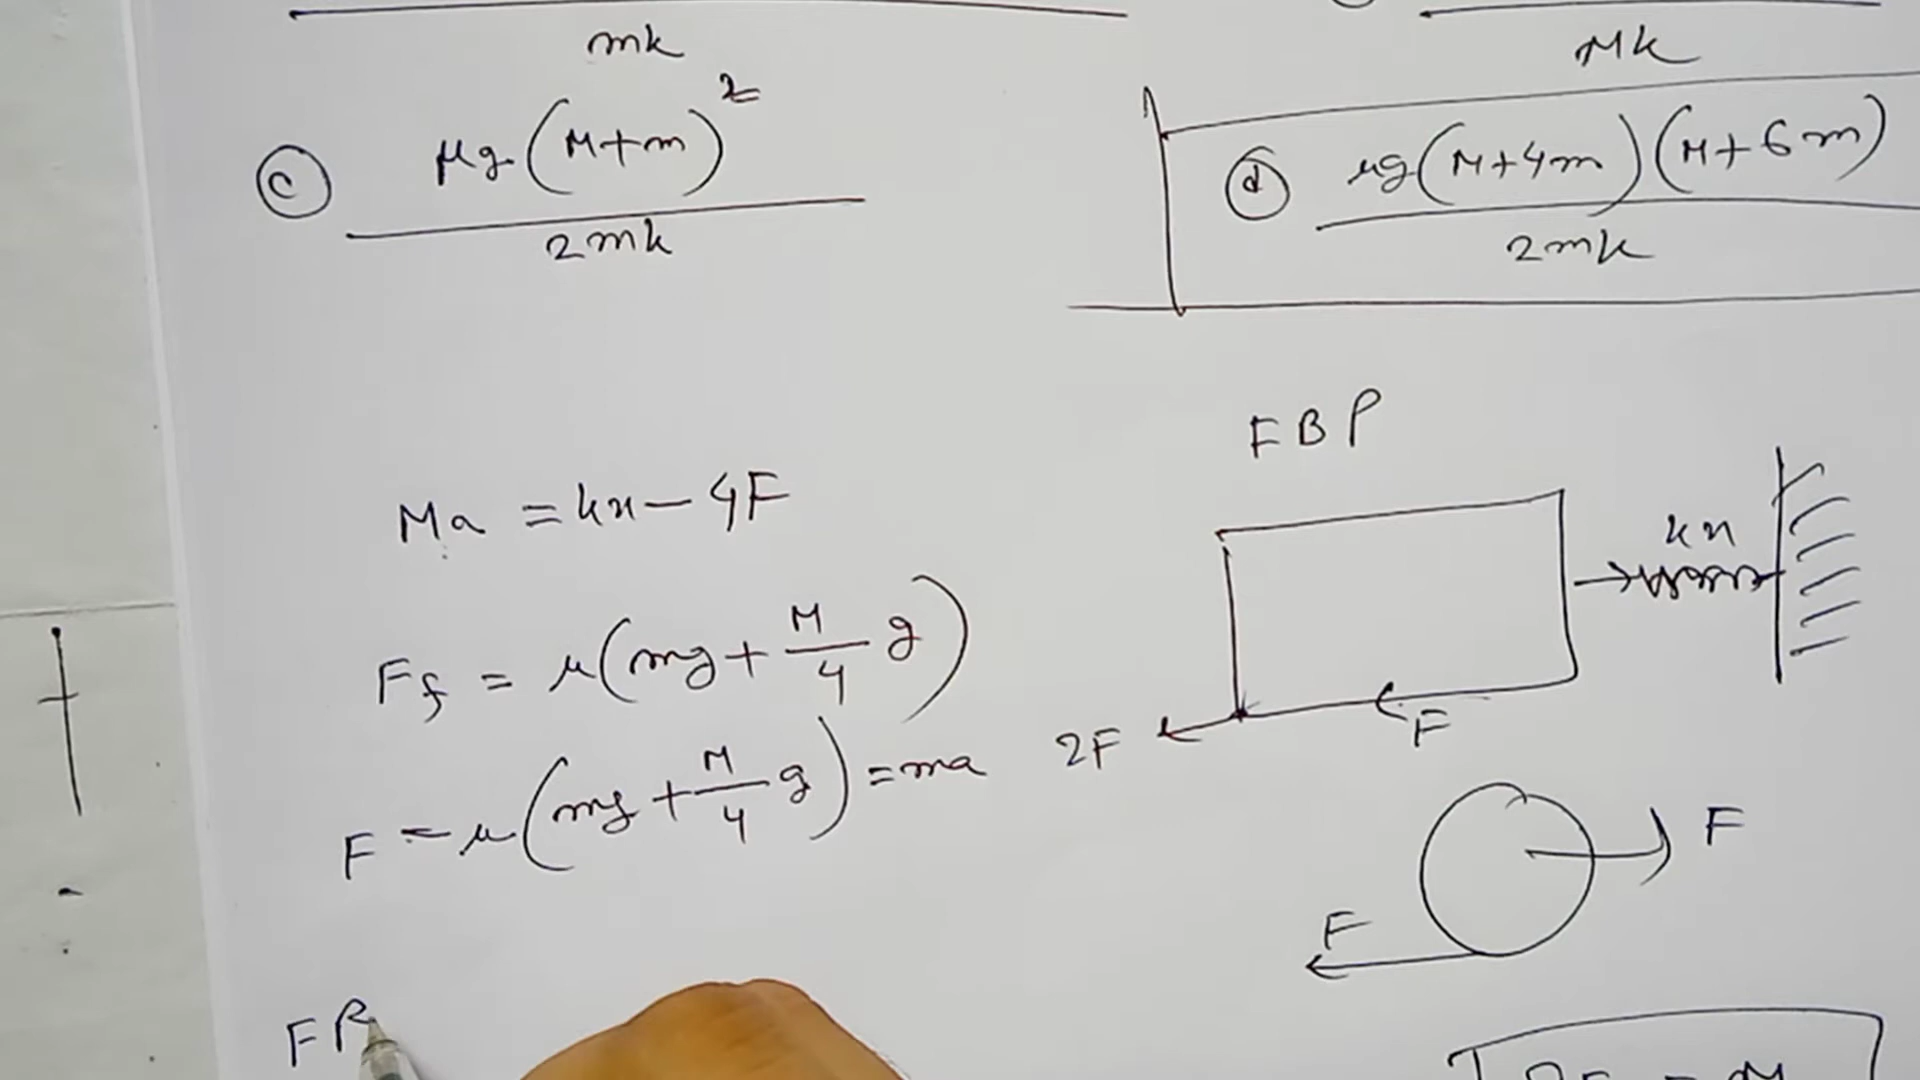 mk
Mk
(c) μg(M+m)²
2mk
(d) μg(M+4m)(M+6m)
2mk
FBP
Ma = kx - 4F
kx
Ff = μ(mg + M/4 g)
F = μ(mg + M/4 g) = ma
2F
F
F
F
FR